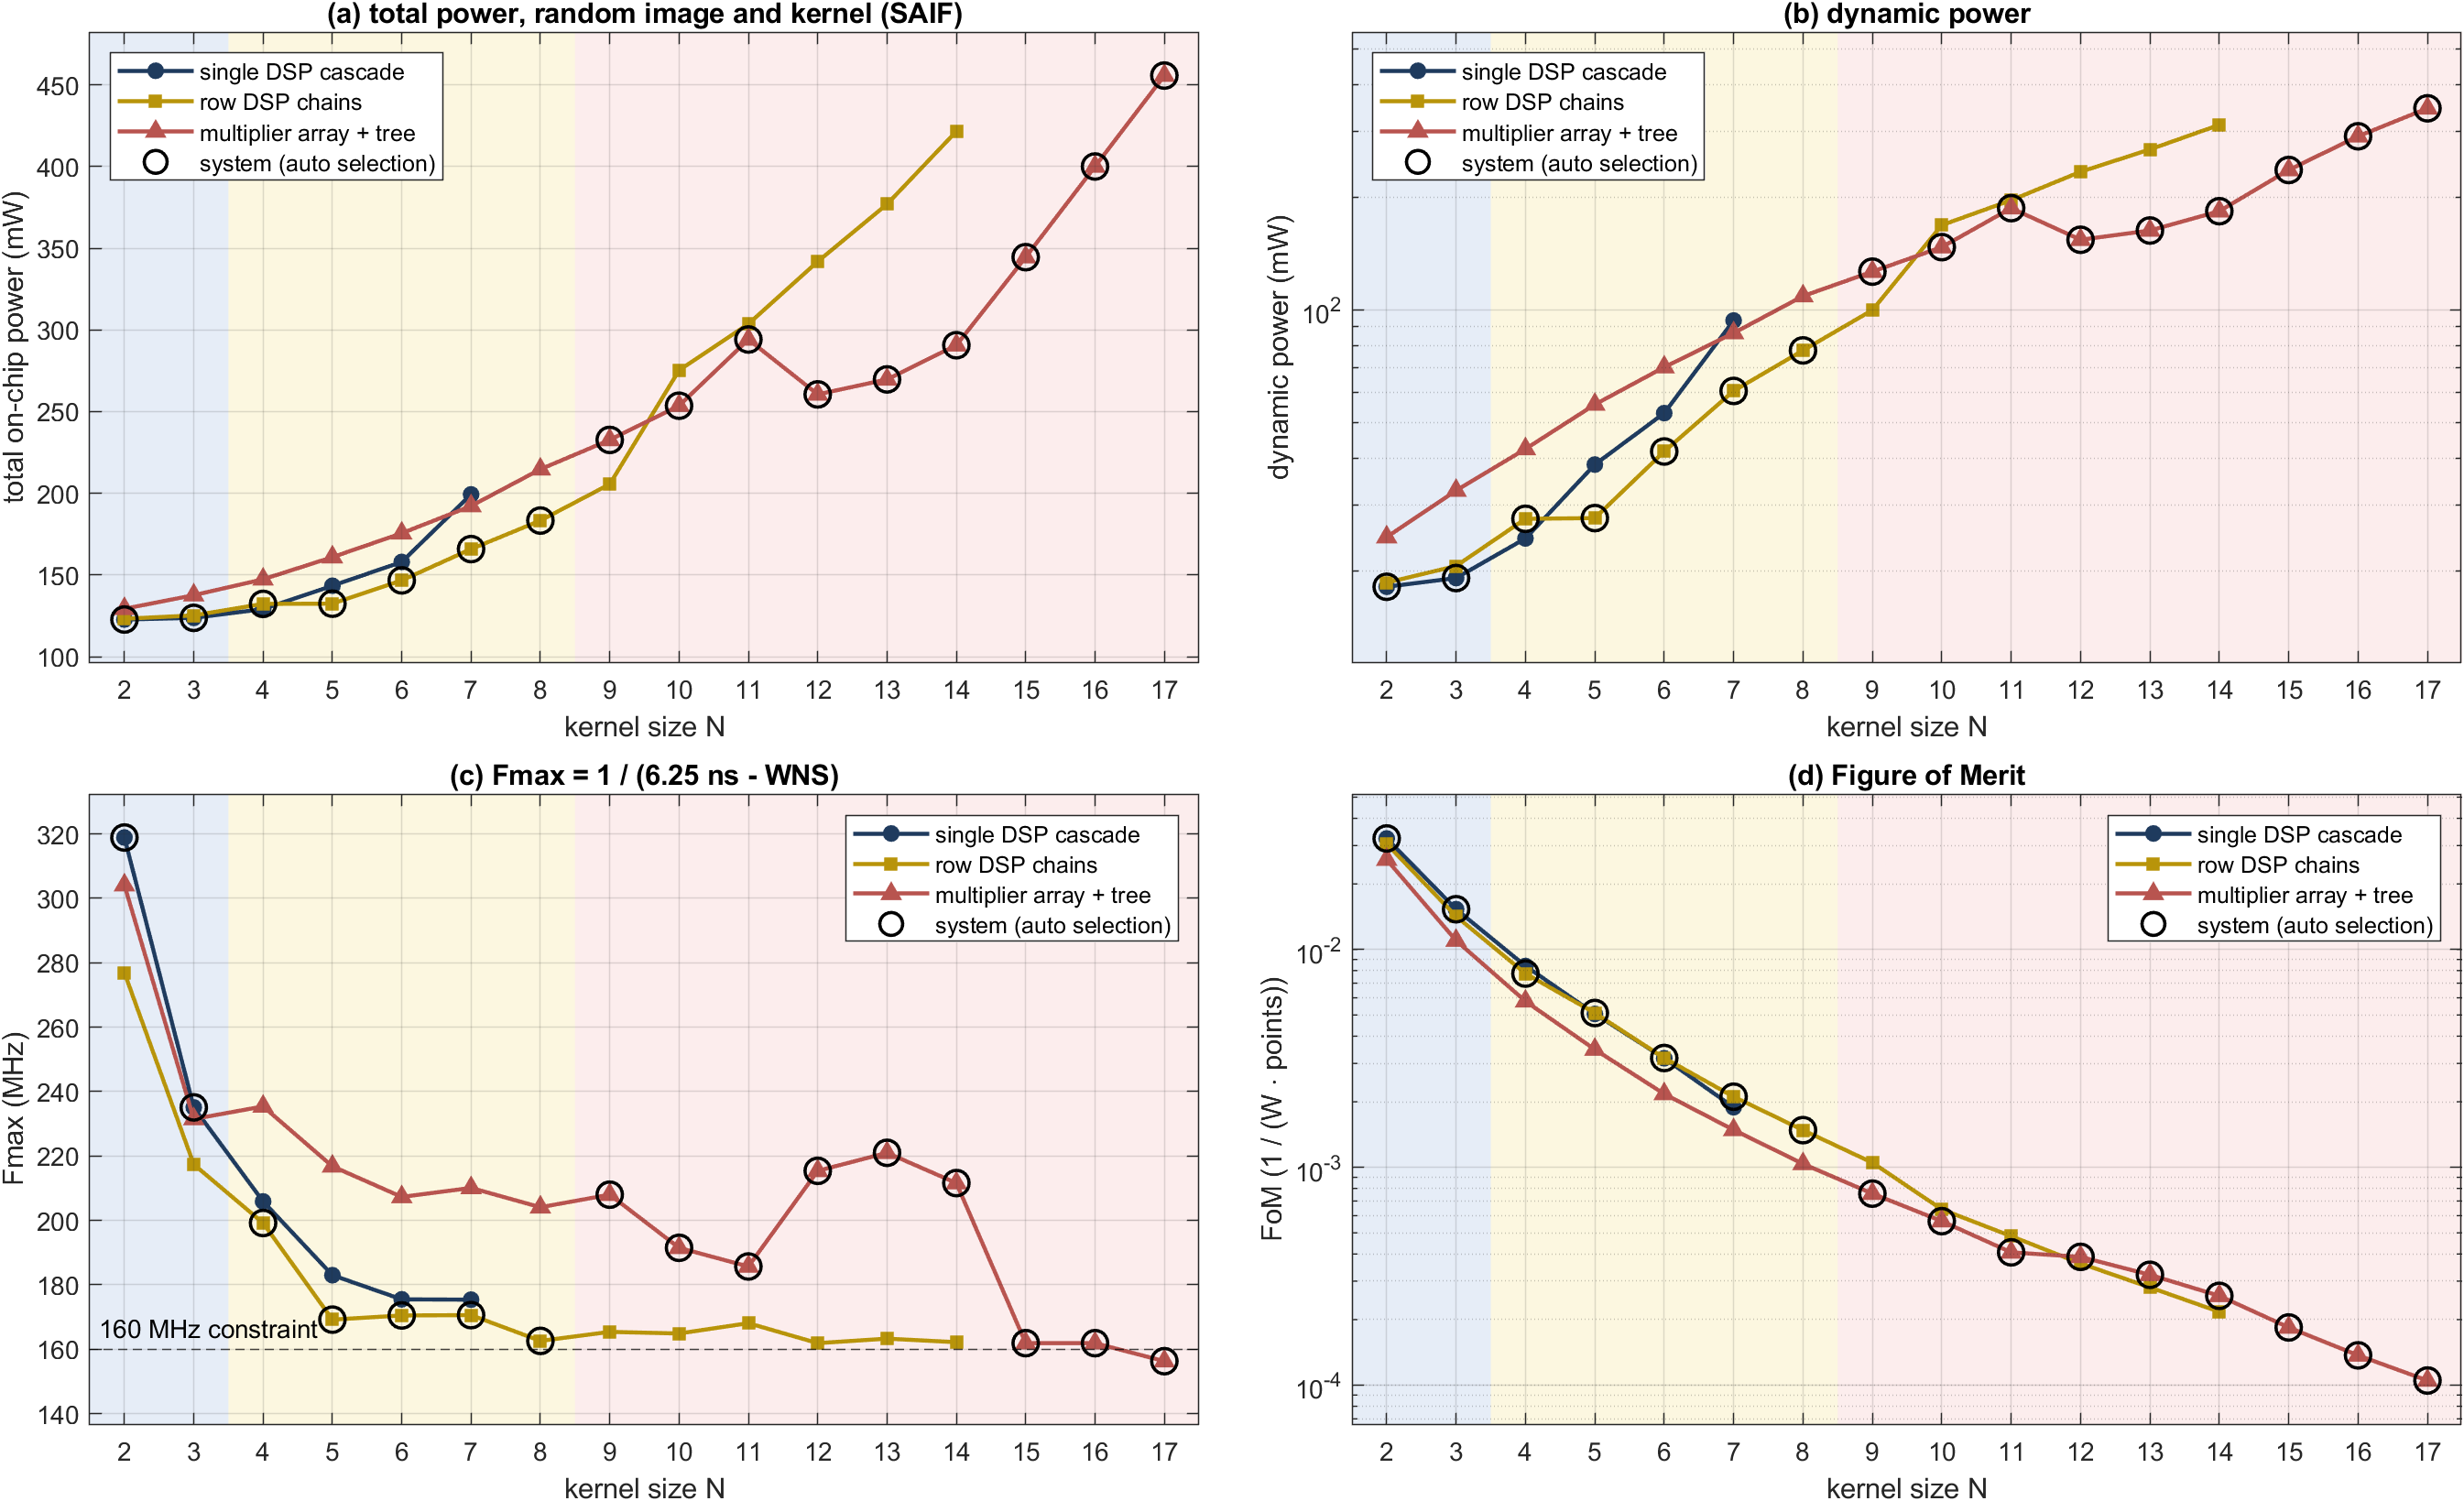 (a) total power, random image and kernel (SAIF)
total on-chip power (mW)
450
400
350
300
250
200
150
100
single DSP cascade
row DSP chains
multiplier array + tree
system (auto selection)
2 3 4 5 6 7 8 9 10 11 12 13 14 15 16 17
kernel size N
(b) dynamic power
dynamic power (mW)
10^2
single DSP cascade
row DSP chains
multiplier array + tree
system (auto selection)
2 3 4 5 6 7 8 9 10 11 12 13 14 15 16 17
kernel size N
(c) Fmax = 1 / (6.25 ns - WNS)
Fmax (MHz)
320
300
280
260
240
220
200
180
160
140
single DSP cascade
row DSP chains
multiplier array + tree
system (auto selection)
160 MHz constraint
2 3 4 5 6 7 8 9 10 11 12 13 14 15 16 17
kernel size N
(d) Figure of Merit
FoM (1 / (W · points))
10^-2
10^-3
10^-4
single DSP cascade
row DSP chains
multiplier array + tree
system (auto selection)
2 3 4 5 6 7 8 9 10 11 12 13 14 15 16 17
kernel size N